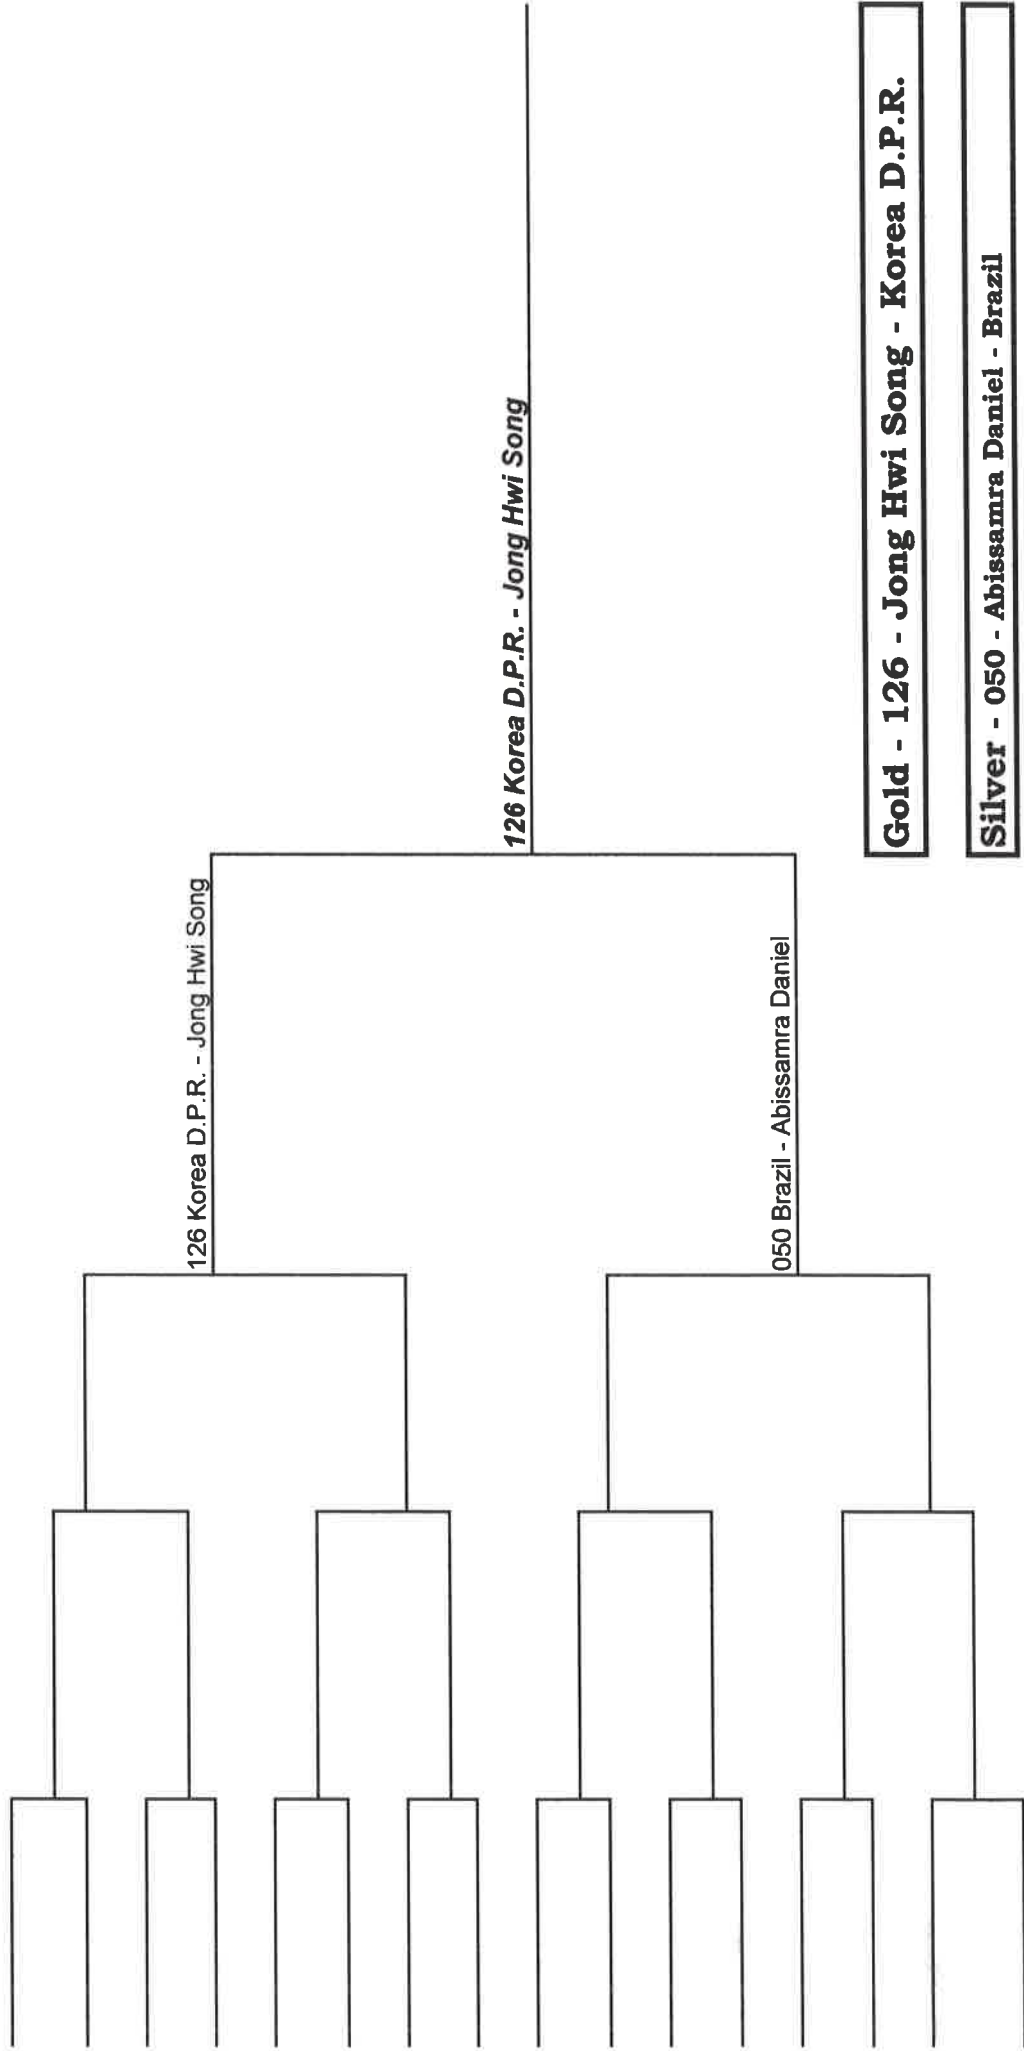 126 Korea D.P.R. - Jong Hwi Song
126 Korea D.P.R. - Jong Hwi Song
050 Brazil - Abissamra Daniel
Gold - 126 - Jong Hwi Song - Korea D.P.R.
Silver - 050 - Abissamra Daniel - Brazil